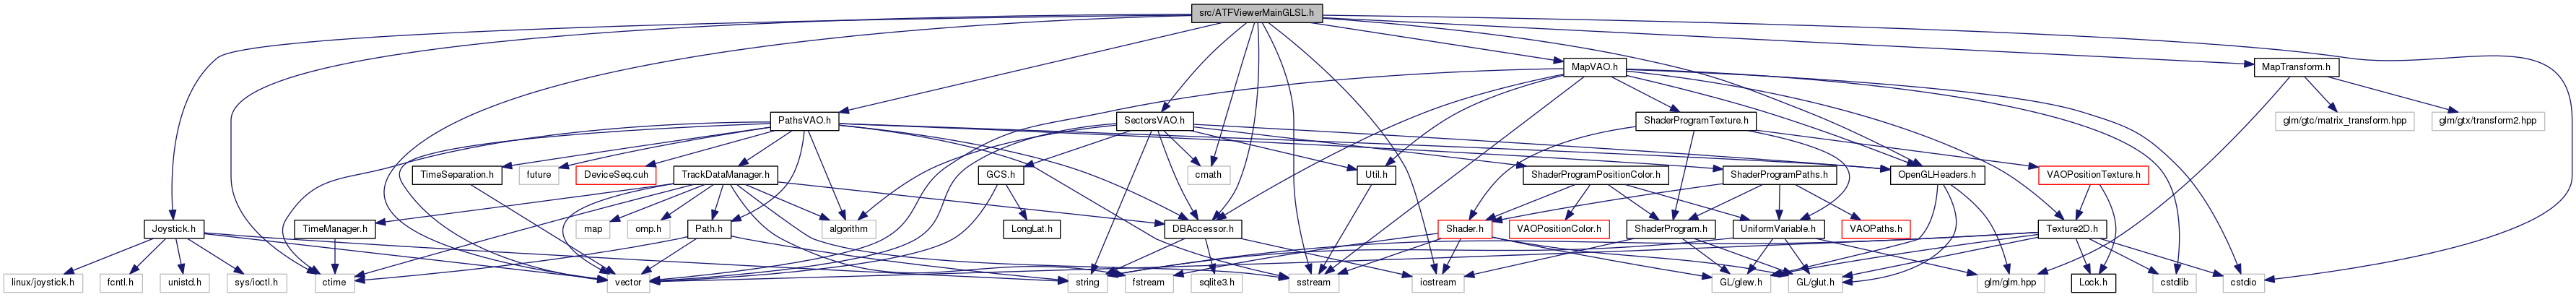 src/ATFViewerMainGLSL.h
MapVAO.h
MapTransform.h
PathsVAO.h
SectorsVAO.h
ShaderProgramTexture.h
glm/gtc/matrix_transform.hpp
glm/gtx/transform2.hpp
TimeSeparation.h
future
DeviceSeq.cuh
TrackDataManager.h
GCS.h
cmath
Util.h
ShaderProgramPositionColor.h
ShaderProgramPaths.h
OpenGLHeaders.h
VAOPositionTexture.h
Joystick.h
TimeManager.h
map
omp.h
Path.h
algorithm
LongLat.h
DBAccessor.h
Shader.h
VAOPositionColor.h
ShaderProgram.h
UniformVariable.h
VAOPaths.h
Texture2D.h
linux/joystick.h
fcntl.h
unistd.h
sys/ioctl.h
ctime
vector
string
fstream
sqlite3.h
sstream
iostream
GL/glew.h
GL/glut.h
glm/glm.hpp
Lock.h
cstdlib
cstdio